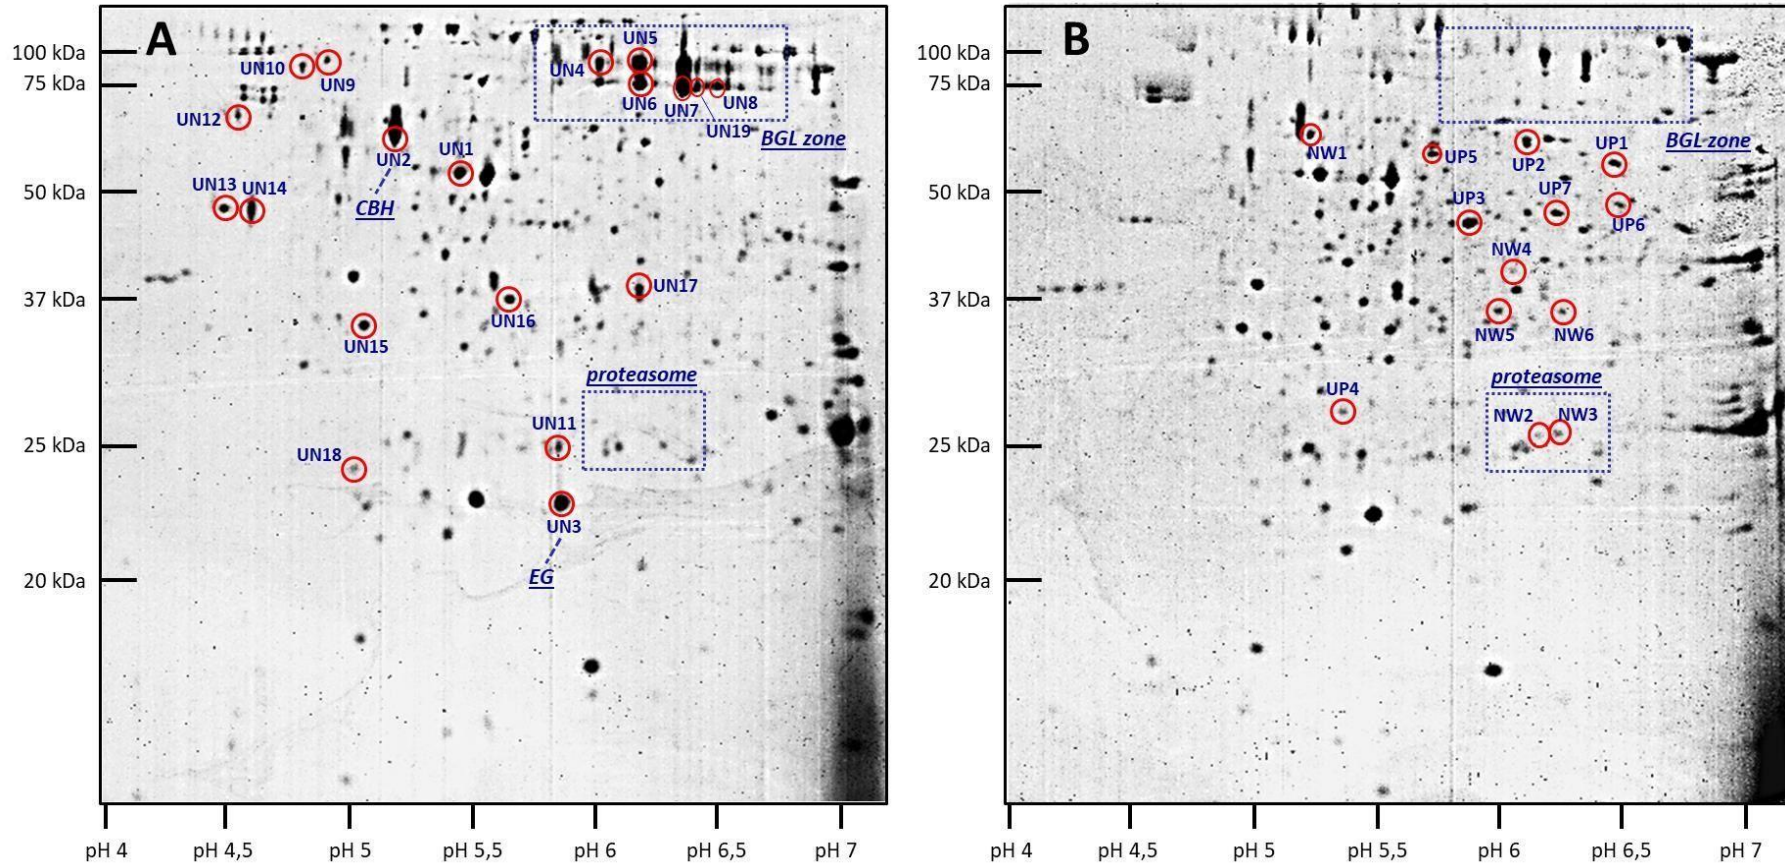 A
100 kDa
75 kDa
50 kDa
37 kDa
25 kDa
20 kDa
UN10
UN9
UN5
UN4
UN6
UN7
UN8
UN19
BGL zone
UN12
UN2
UN1
UN13
UN14
CBH
UN17
UN16
UN15
proteasome
UN11
UN18
UN3
EG
pH 4
pH 4,5
pH 5
pH 5,5
pH 6
pH 6,5
pH 7
B
100 kDa
75 kDa
50 kDa
37 kDa
25 kDa
20 kDa
BGL zone
NW1
UP5
UP2
UP1
UP3
UP7
UP6
NW4
NW5
NW6
proteasome
UP4
NW2
NW3
pH 4
pH 4,5
pH 5
pH 5,5
pH 6
pH 6,5
pH 7